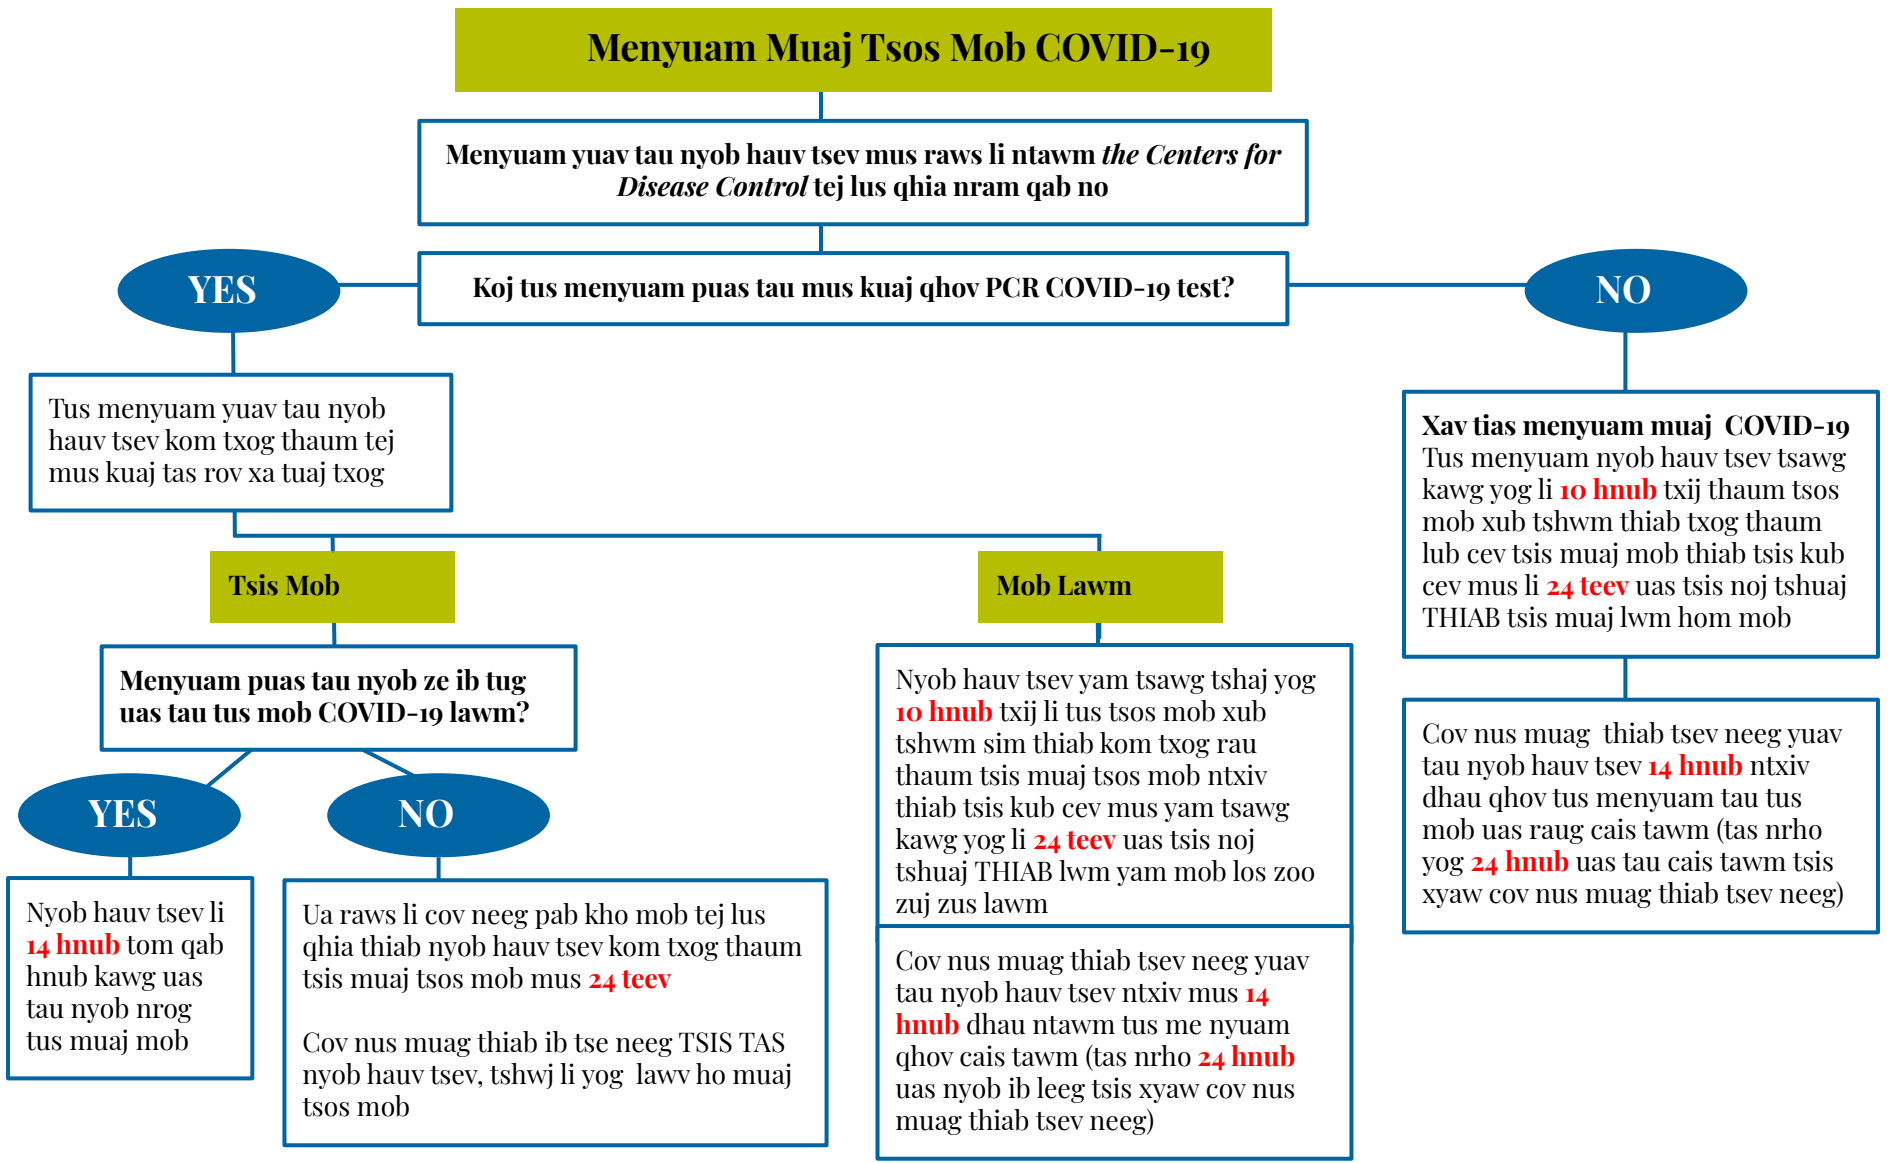 Menyuam Muaj Tsos Mob COVID-19
Menyuam yuav tau nyob hauv tsev mus raws li ntawm the Centers for
Disease Control tej lus qhia nram qab no
YES
Koj tus menyuam puas tau mus kuaj qhov PCR COVID-19 test?
NO
Tus menyuam yuav tau nyob
hauv tsev kom txog thaum tej
mus kuaj tas rov xa tuaj txog
Xav tias menyuam muaj COVID-19
Tus menyuam nyob hauv tsev tsawg
kawg yog li 10 hnub txij thaum tsos
mob xub tshwm thiab txog thaum
lub cev tsis muaj mob thiab tsis kub
cev mus li 24 teev uas tsis noj tshuaj
THIAB tsis muaj lwm hom mob
Cov nus muag thiab tsev neeg yuav
tau nyob hauv tsev 14 hnub ntxiv
dhau qhov tus menyuam tau tus
mob uas raug cais tawm (tas nrho
yog 24 hnub uas tau cais tawm tsis
xyaw cov nus muag thiab tsev neeg)
Tsis Mob
Menyuam puas tau nyob ze ib tug
uas tau tus mob COVID-19 lawm?
YES
Nyob hauv tsev li
14 hnub tom qab
hnub kawg uas
tau nyob nrog
tus muaj mob
NO
Ua raws li cov neeg pab kho mob tej lus
qhia thiab nyob hauv tsev kom txog thaum
tsis muaj tsos mob mus 24 teev
Cov nus muag thiab ib tse neeg TSIS TAS
nyob hauv tsev, tshwj li yog lawv ho muaj
tsos mob
Mob Lawm
Nyob hauv tsev yam tsawg tshaj yog
10 hnub txij li tus tsos mob xub
tshwm sim thiab kom txog rau
thaum tsis muaj tsos mob ntxiv
thiab tsis kub cev mus yam tsawg
kawg yog li 24 teev uas tsis noj
tshuaj THIAB lwm yam mob los zoo
zuj zus lawm
Cov nus muag thiab tsev neeg yuav
tau nyob hauv tsev ntxiv mus 14
hnub dhau ntawm tus me nyuam
qhov cais tawm (tas nrho 24 hnub
uas nyob ib leeg tsis xyaw cov nus
muag thiab tsev neeg)